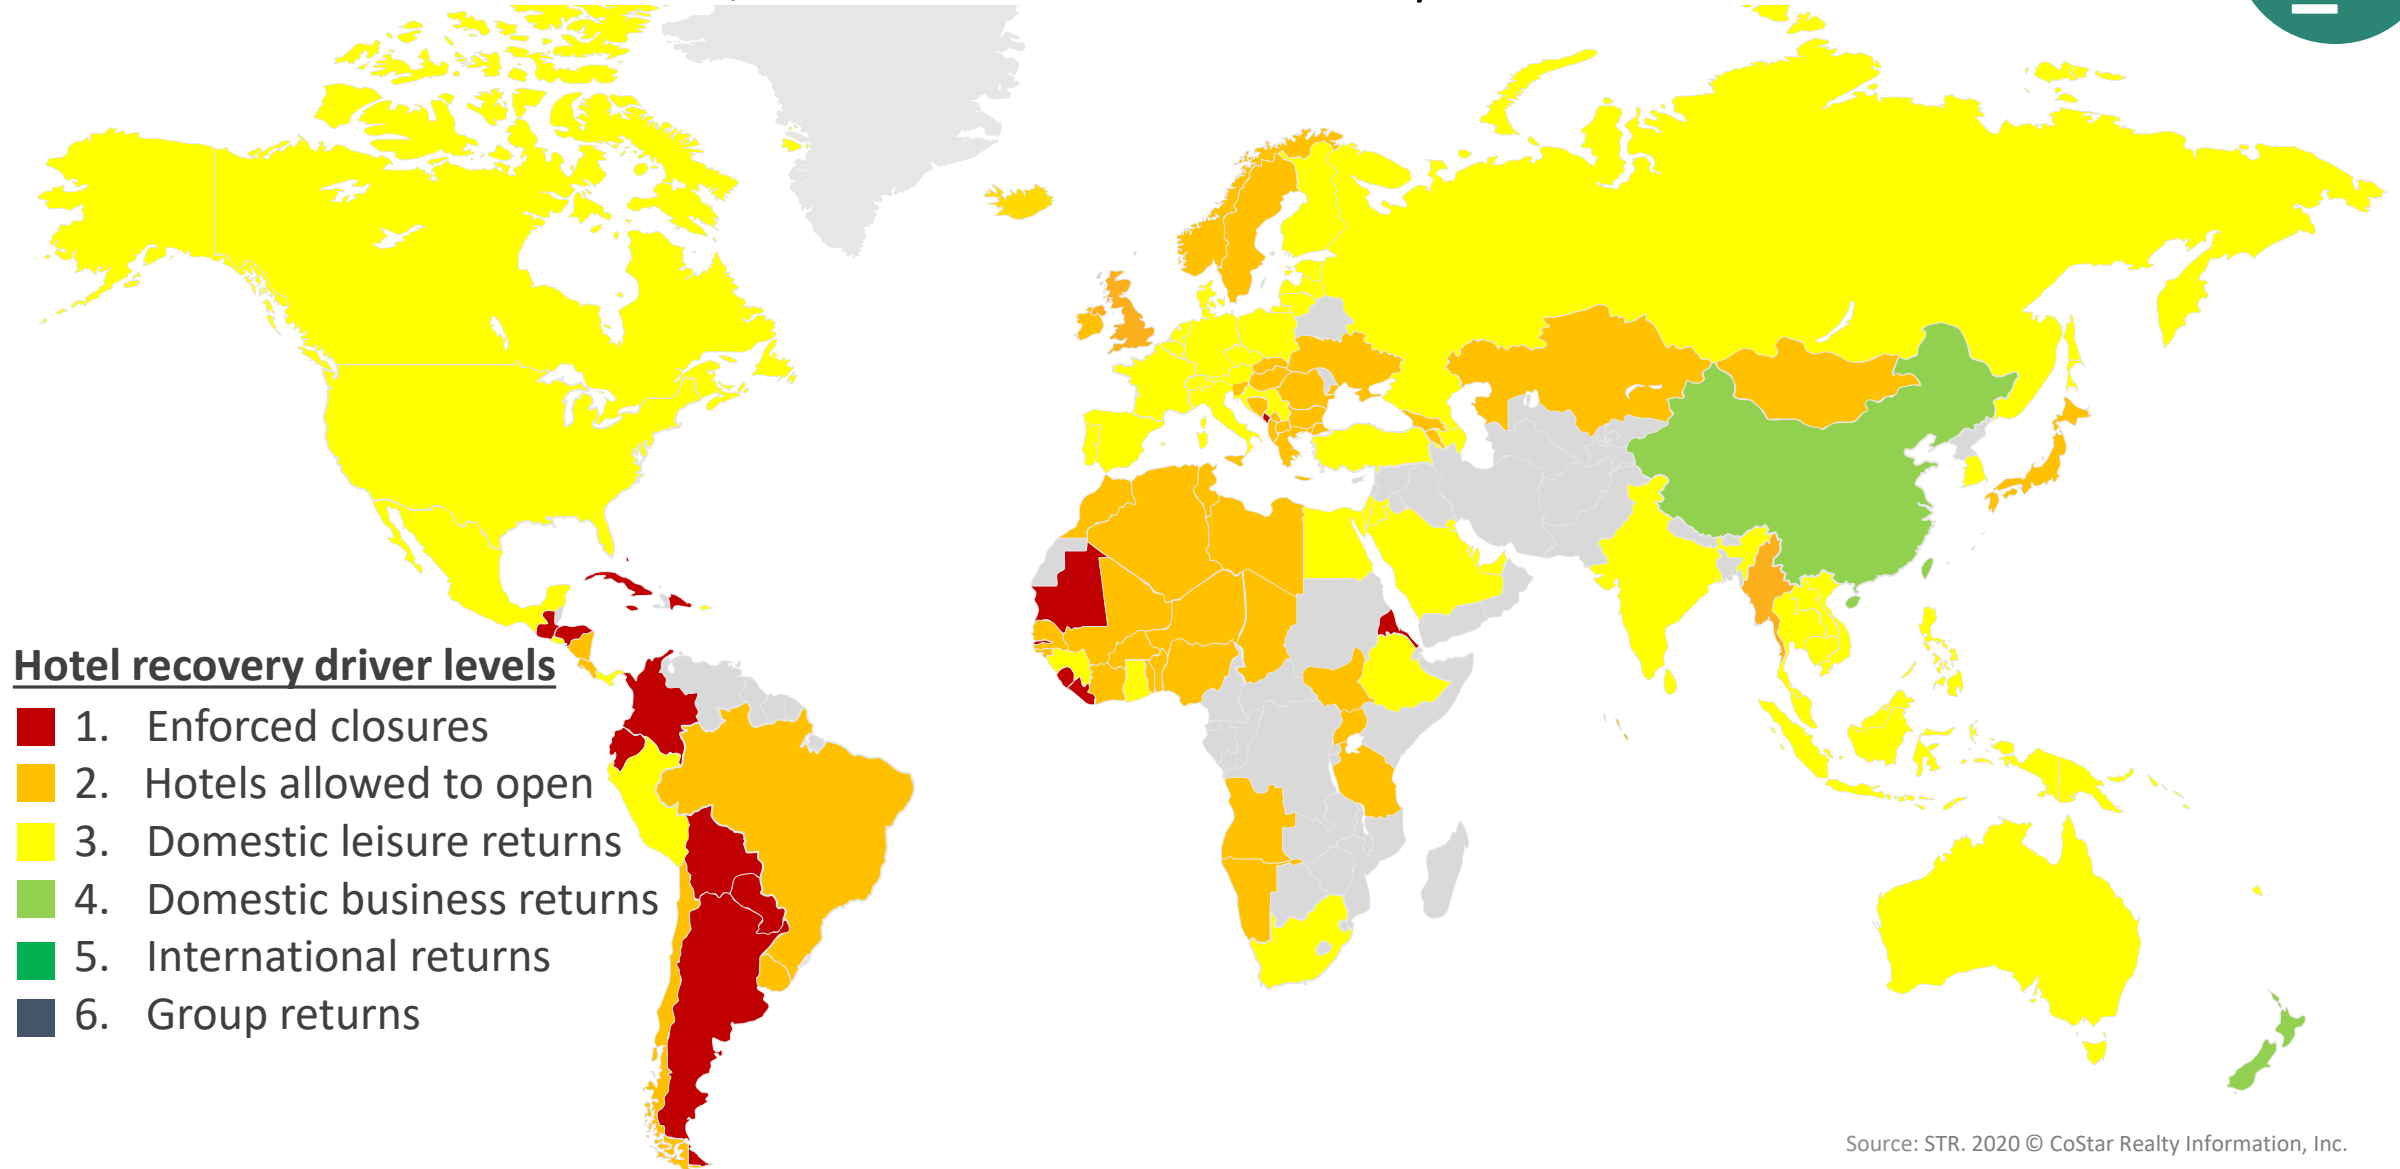 Hotel recovery driver levels
1. Enforced closures
2. Hotels allowed to open
3. Domestic leisure returns
4. Domestic business returns
5. International returns
6. Group returns
Source: STR. 2020 © CoStar Realty Information, Inc.